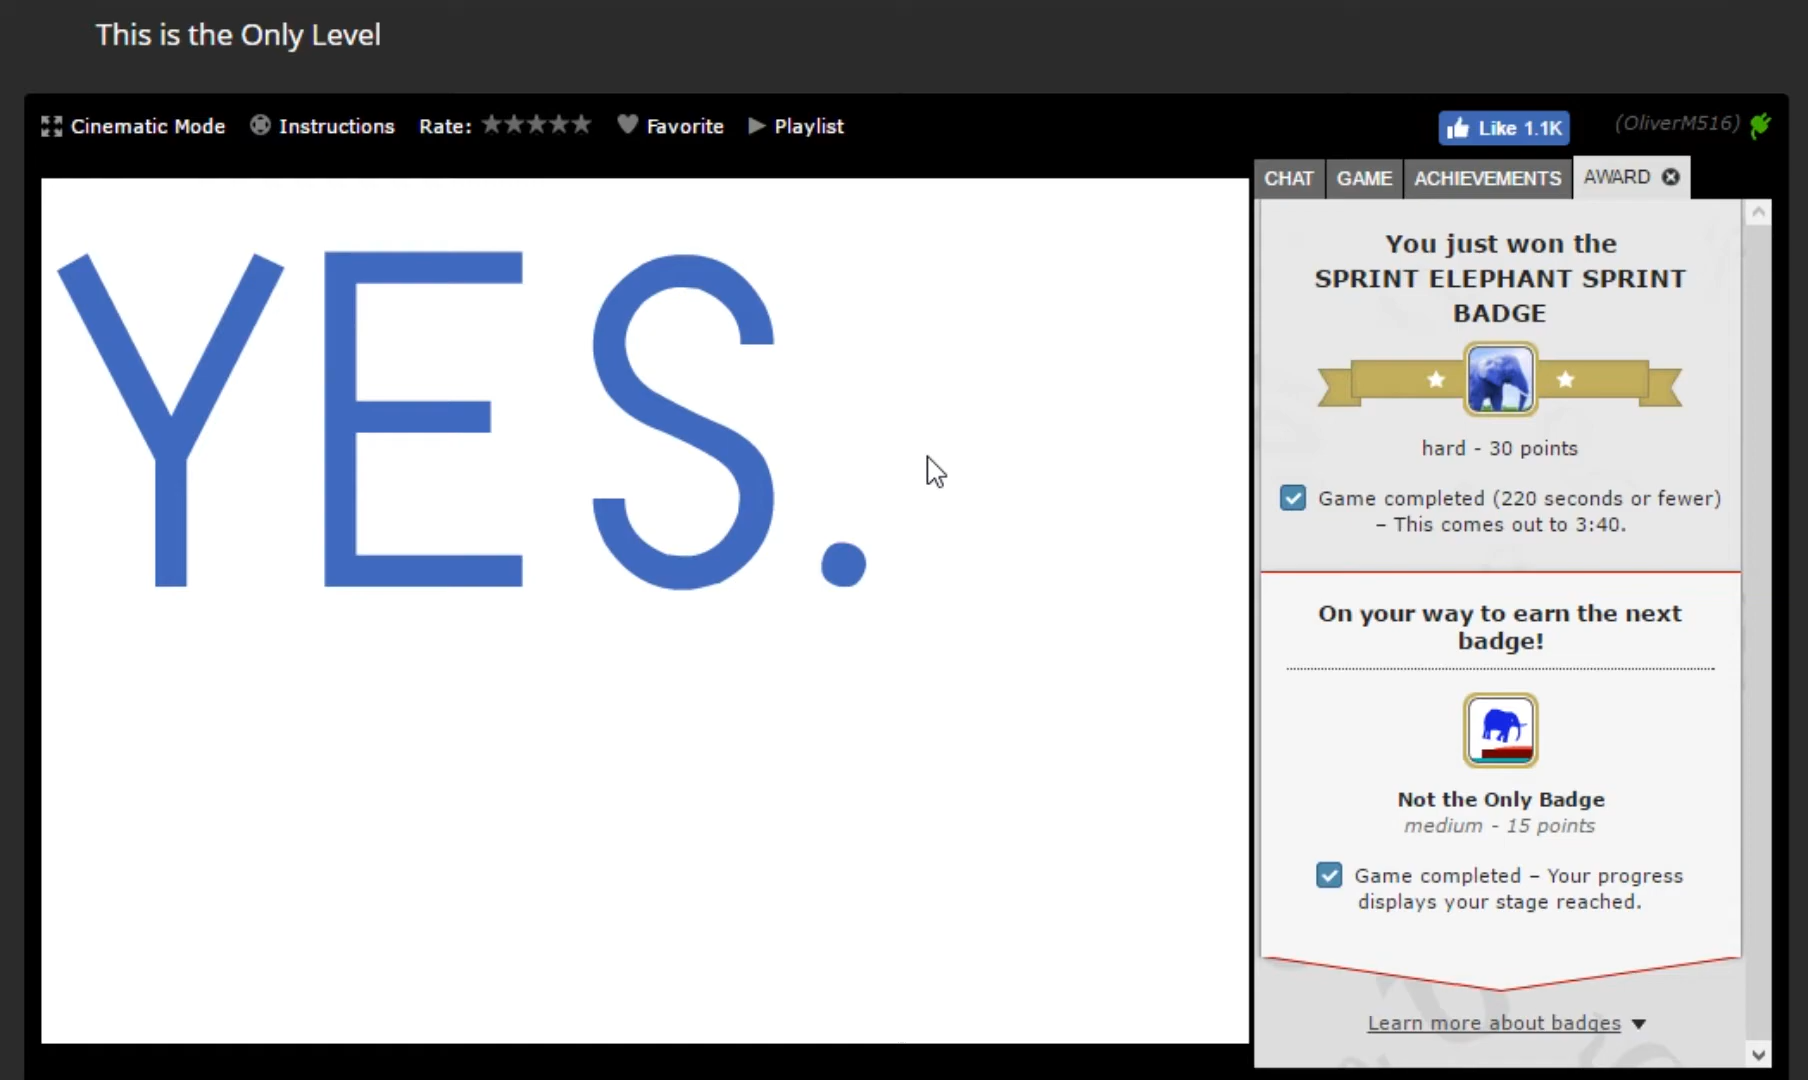 This is the Only Level
Cinematic Mode Instructions Rate: Favorite Playlist
Like 1.1K (OliverM516)
CHAT GAME ACHIEVEMENTS AWARD
YES.
You just won the
SPRINT ELEPHANT SPRINT
BADGE
hard - 30 points
Game completed (220 seconds or fewer)
– This comes out to 3:40.
On your way to earn the next
badge!
Not the Only Badge
medium - 15 points
Game completed – Your progress
displays your stage reached.
Learn more about badges